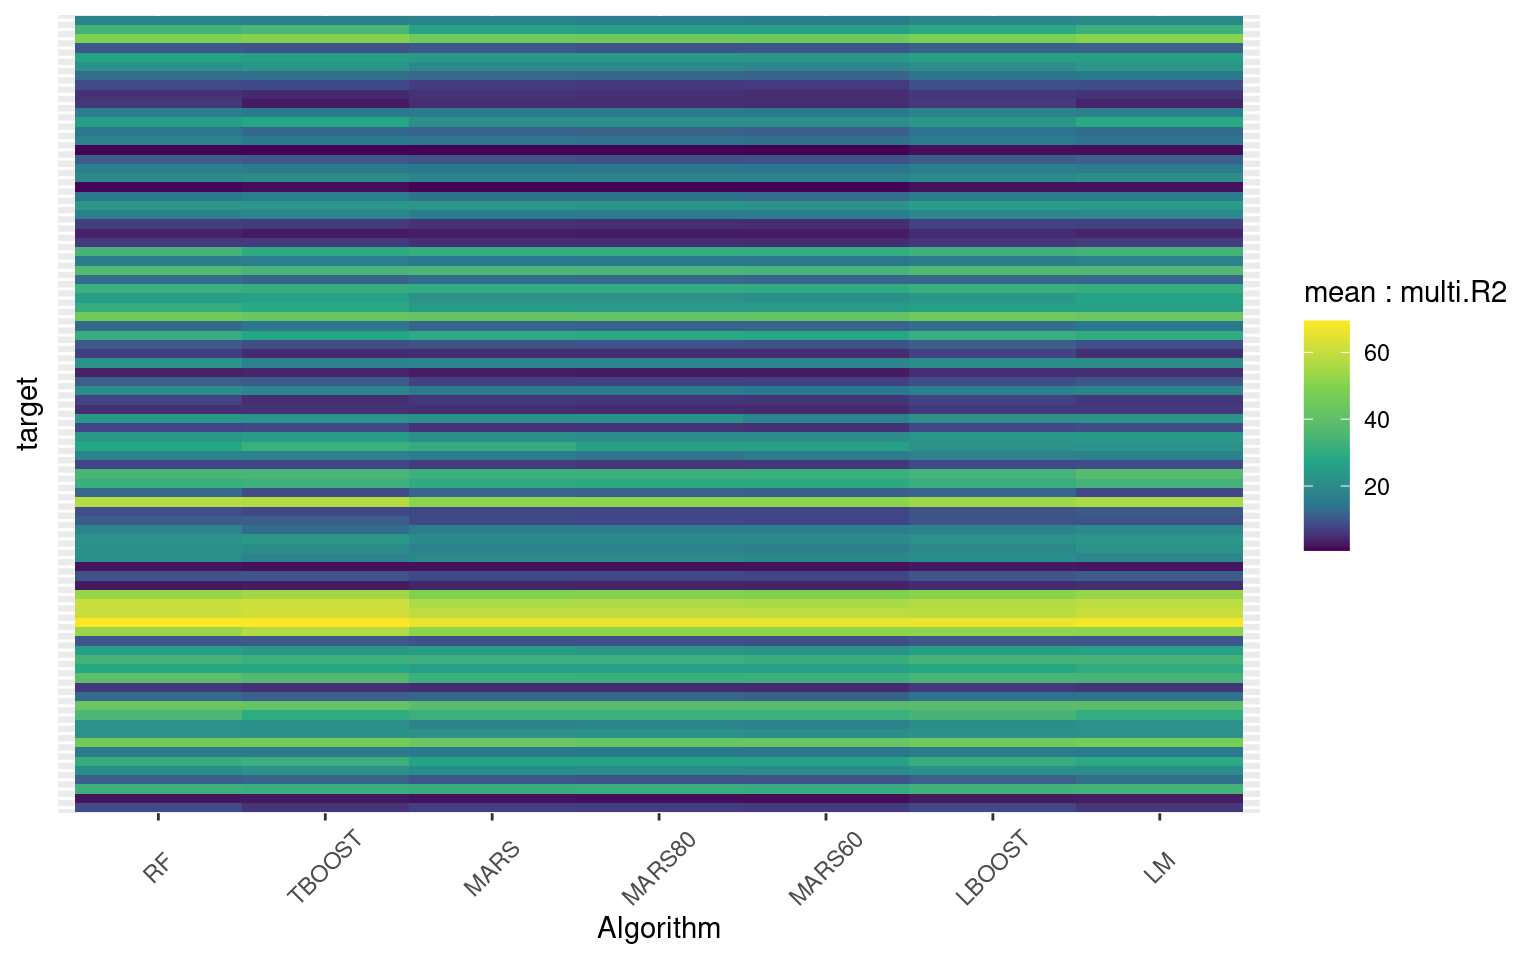 mean : multi.R2
60
40
20
target
RF
TBOOST
MARS
MARS80
MARS60
LBOOST
LM
Algorithm